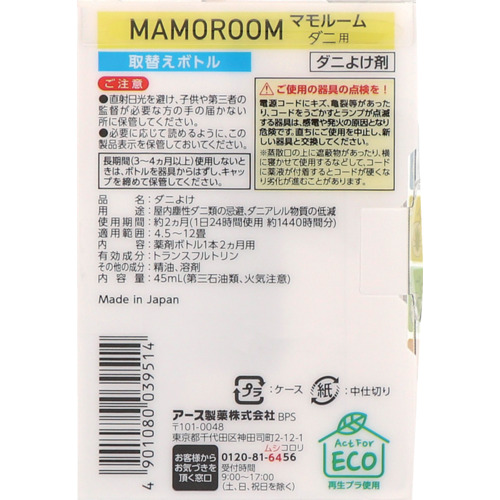 MAMOROOM マモルーム
ダニ用
取替えボトル
ダニよけ剤
ご注意
●直射日光を避け、子供や第三者の
監督が必要な方の手の届かない
所に保管してください。
●必要に応じて読めるように、この
製品表示を保管しておいてください。
長期間(3〜4ヵ月以上)使用しないとき
は、ボトルを器具からはずし、キャッ
プを締めて保管してください。
ご使用の器具の点検を!
電源コードにキズ、亀裂等があった
り、コードをうごかすとランプが点滅
する器具は、感電や発火の原因となり
危険です。直ちにご使用を中止し、新
しい器具と交換してください。
※蒸散口の上に遮蔽物があったり、横
に寝かせて使用するなどして、コード
に薬液が付着するとコードが硬くな
り劣化が進むことがあります。
品名:ダニよけ
用途:屋内塵性ダニ類の忌避、ダニアレル物質の低減
使用期間:約2ヵ月(1日24時間使用 約1440時間分)
適用範囲:4.5〜12畳
内容:薬剤ボトル1本2ヵ月用
有効成分:トランスフルトリン
その他の成分:精油、溶剤
内容量:45mL(第三石油類、火気注意)
Made in Japan
4 901080 039514
プラ:ケース
紙:中仕切り
アース製薬株式会社 BPS
〒101-0048
東京都千代田区神田司町2-12-1
お客様から
お気づきを
頂く窓口
ムシコロリ
0120-81-6456
受付時間
9:00〜17:00
(土、日、祝日を除く)
Act For
ECO
再生プラ使用